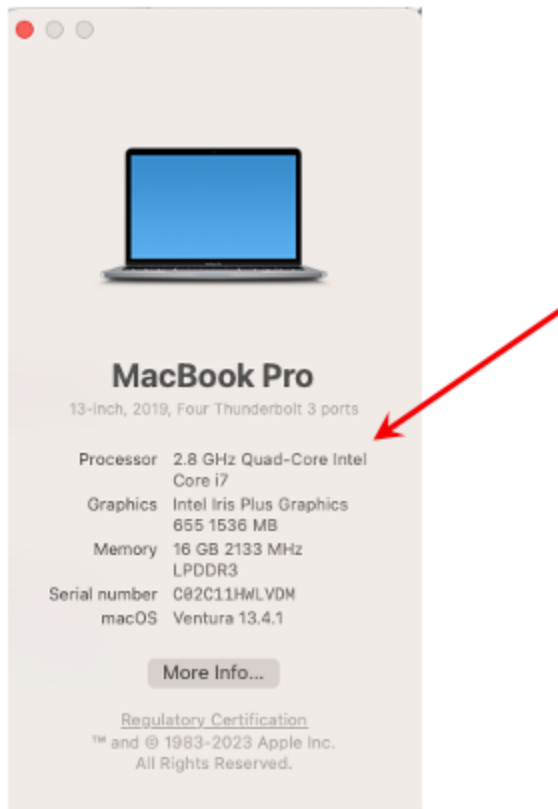 MacBook Pro
13-inch, 2019, Four Thunderbolt 3 ports
Processor 2.8 GHz Quad-Core Intel
Core i7
Graphics Intel Iris Plus Graphics
655 1536 MB
Memory 16 GB 2133 MHz
LPDDR3
Serial number C02C11HWLVDM
macOS Ventura 13.4.1
More Info...
Regulatory Certification
™ and © 1983-2023 Apple Inc.
All Rights Reserved.